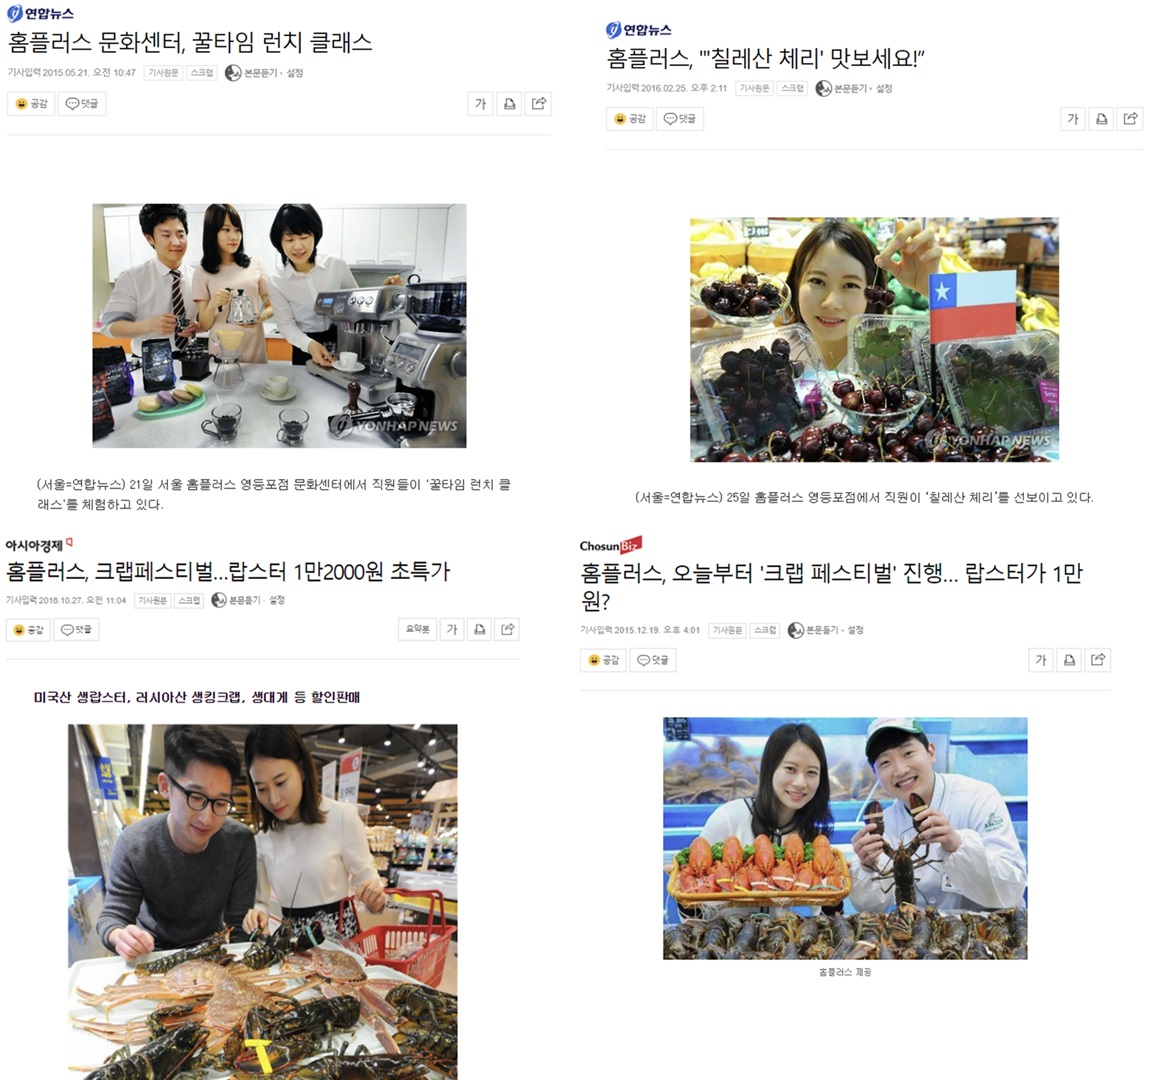 연합뉴스
홈플러스 문화센터, 꿀타임 런치 클래스
기사입력 2015.05.21. 오전 10:47 기사원문 스크랩 본문듣기 · 설정
공감 댓글 가
YONHAP NEWS
(서울=연합뉴스) 21일 서울 홈플러스 영등포점 문화센터에서 직원들이 '꿀타임 런치 클
래스'를 체험하고 있다.
연합뉴스
홈플러스, "'칠레산 체리' 맛보세요!”
기사입력 2016.02.25. 오후 2:11 기사원문 스크랩 본문듣기 · 설정
공감 댓글 가
YONHAP NEWS
(서울=연합뉴스) 25일 홈플러스 영등포점에서 직원이 '칠레산 체리'를 선보이고 있다.
아시아경제
홈플러스, 크랩페스티벌...랍스터 1만2000원 초특가
기사입력 2016.10.27. 오전 11:04 기사원문 스크랩 본문듣기 · 설정
공감 댓글 요약봇 가
미국산 생랍스터, 러시아산 생킹크랩, 생대게 등 할인판매
ChosunBiz
홈플러스, 오늘부터 '크랩 페스티벌' 진행... 랍스터가 1만
원?
기사입력 2015.12.19. 오후 4:01 기사원문 스크랩 본문듣기 · 설정
공감 댓글 가
홈플러스 제공